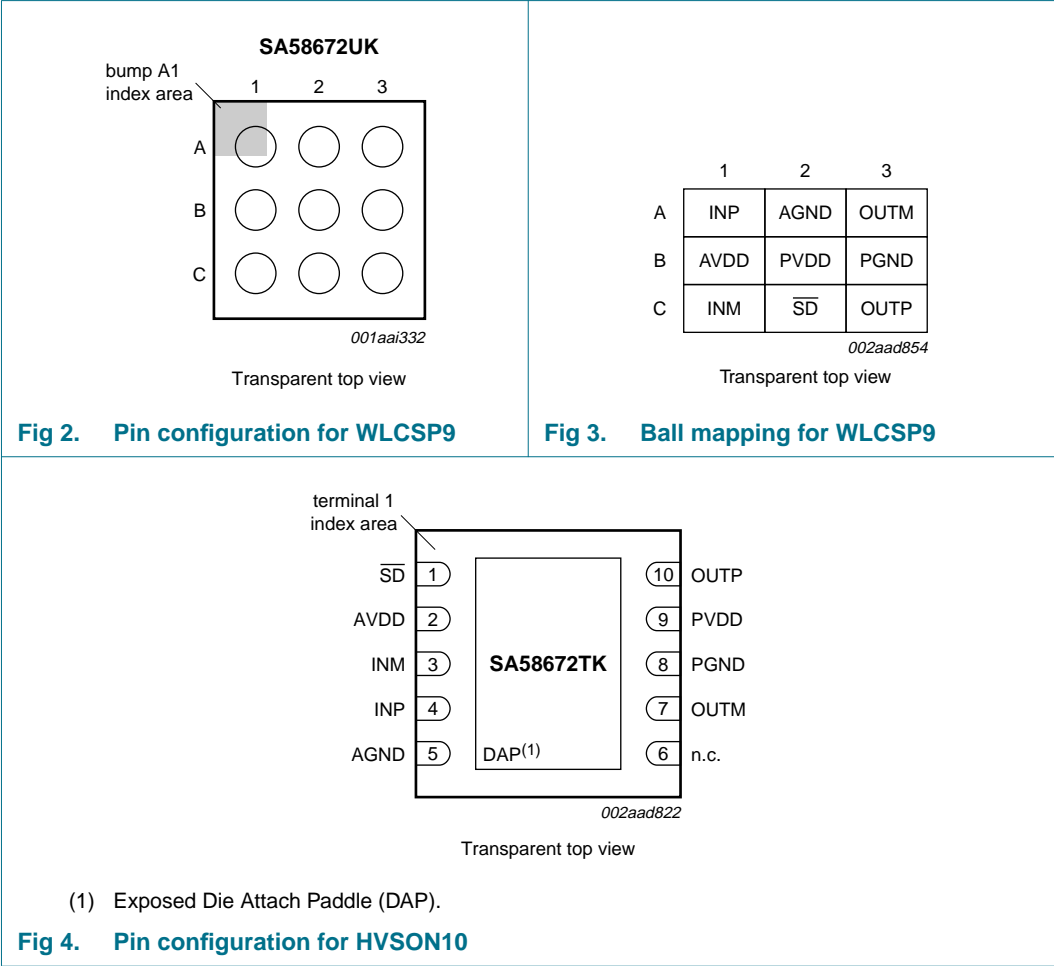 SA58672UK
bump A1
index area
1 2 3
A
B
C
001aai332
Transparent top view
Fig 2. Pin configuration for WLCSP9
1 2 3
A INP AGND OUTM
B AVDD PVDD PGND
C INM S̅D̅ OUTP
002aad854
Transparent top view
Fig 3. Ball mapping for WLCSP9
terminal 1
index area
S̅D̅ 1 10 OUTP
AVDD 2 9 PVDD
INM 3 SA58672TK 8 PGND
INP 4 7 OUTM
AGND 5 DAP(1) 6 n.c.
002aad822
Transparent top view
(1) Exposed Die Attach Paddle (DAP).
Fig 4. Pin configuration for HVSON10